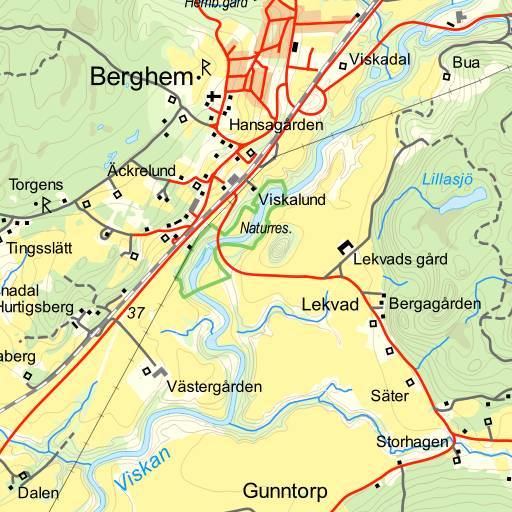 Hemb.gård
Viskadal
Bua
Berghem
Hansagården
Äckrelund
Torgens
Lillasjö
Viskalund
Naturres.
Tingsslätt
Lekvads gård
nadal
Hurtigsberg
37
Lekvad
Bergagården
aberg
Västergården
Säter
Storhagen
Viskan
Dalen
Gunntorp